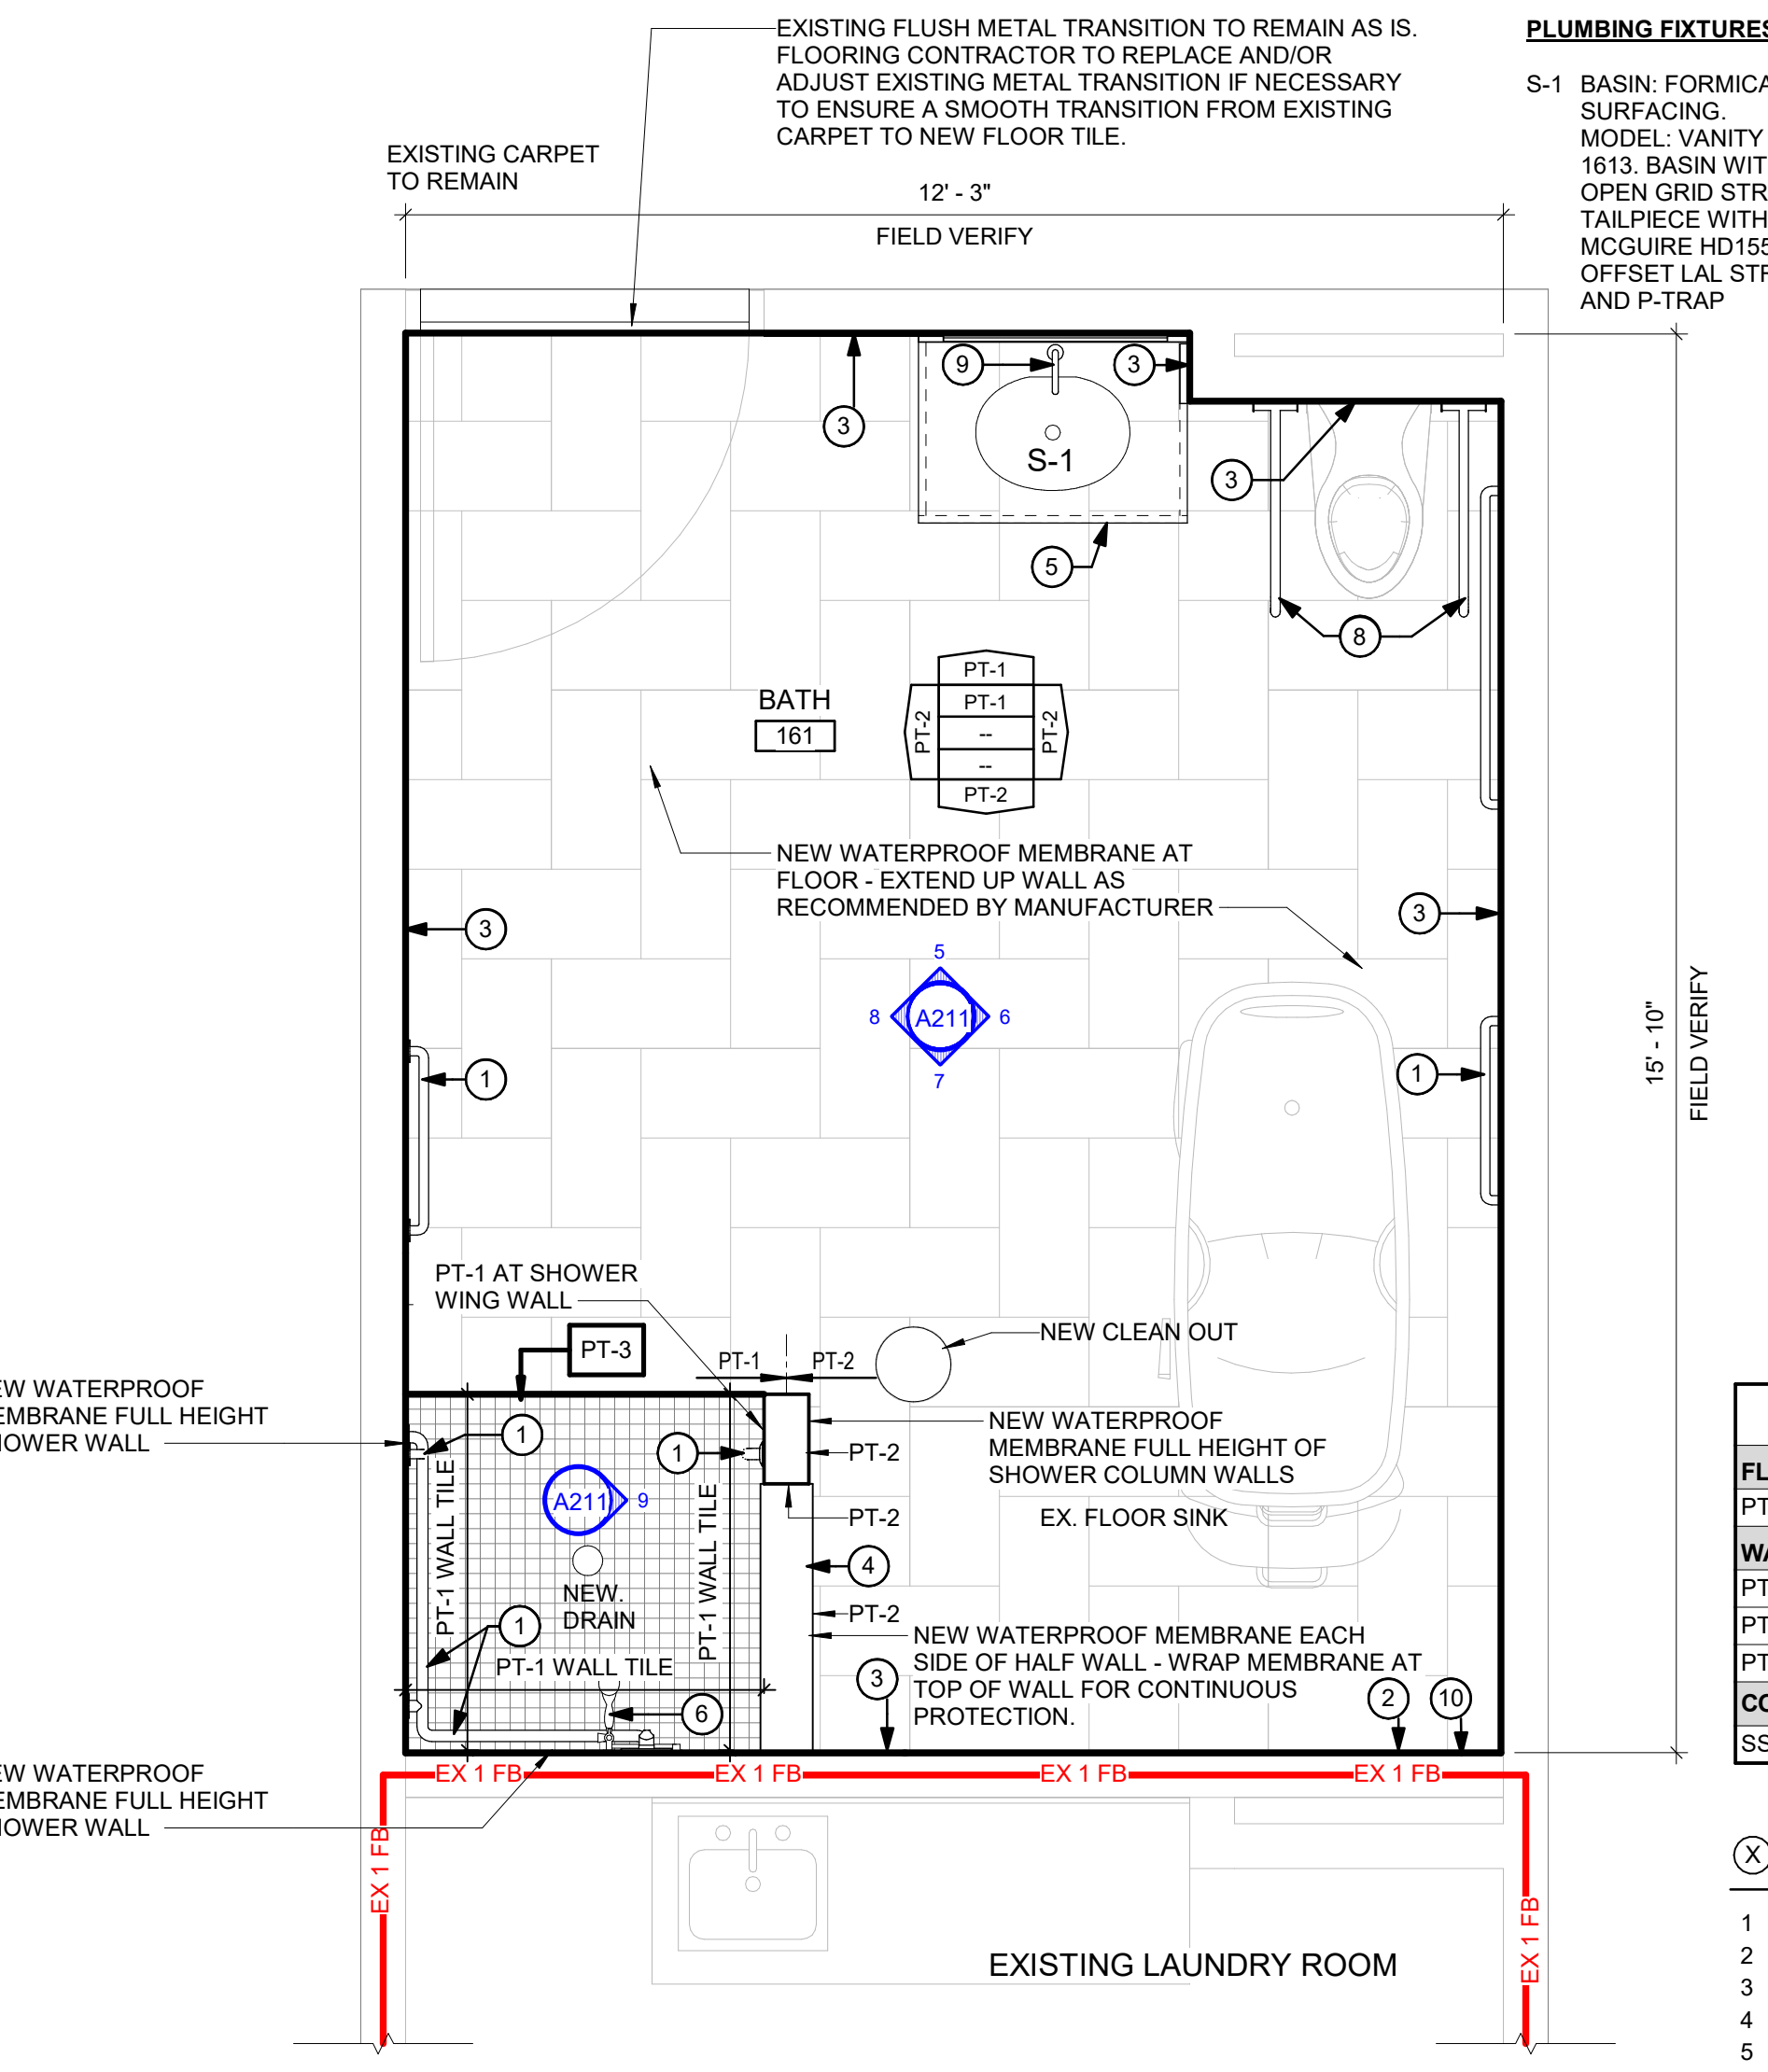 EXISTING FLUSH METAL TRANSITION TO REMAIN AS IS.
FLOORING CONTRACTOR TO REPLACE AND/OR
ADJUST EXISTING METAL TRANSITION IF NECESSARY
TO ENSURE A SMOOTH TRANSITION FROM EXISTING
CARPET TO NEW FLOOR TILE.
PLUMBING FIXTURES
S-1 BASIN: FORMICA
SURFACING.
MODEL: VANITY
1613. BASIN WIT
OPEN GRID STR
TAILPIECE WITH
MCGUIRE HD155
OFFSET LAL STR
AND P-TRAP
EXISTING CARPET
TO REMAIN
12' - 3"
FIELD VERIFY
9
3
3
S-1
3
5
8
BATH
161
PT-1
PT-1
--
--
PT-2
PT-2
PT-2
NEW WATERPROOF MEMBRANE AT
FLOOR - EXTEND UP WALL AS
RECOMMENDED BY MANUFACTURER
3
3
5
8
A211
6
7
1
1
15' - 10"
FIELD VERIFY
PT-1 AT SHOWER
WING WALL
PT-3
PT-1
PT-2
NEW CLEAN OUT
EW WATERPROOF
EMBRANE FULL HEIGHT
HOWER WALL
1
1
PT-2
NEW WATERPROOF
MEMBRANE FULL HEIGHT OF
SHOWER COLUMN WALLS
PT-1 WALL TILE
A211
9
PT-1 WALL TILE
PT-2
EX. FLOOR SINK
4
NEW.
DRAIN
1
PT-2
PT-1 WALL TILE
NEW WATERPROOF MEMBRANE EACH
SIDE OF HALF WALL - WRAP MEMBRANE AT
TOP OF WALL FOR CONTINUOUS
PROTECTION.
6
3
2
10
EX 1 FB
EX 1 FB
EX 1 FB
EX 1 FB
EW WATERPROOF
EMBRANE FULL HEIGHT
HOWER WALL
EX 1 FB
EX 1 FB
EXISTING LAUNDRY ROOM
FL
PT
WA
PT
PT
PT
CO
SS
X
1
2
3
4
5